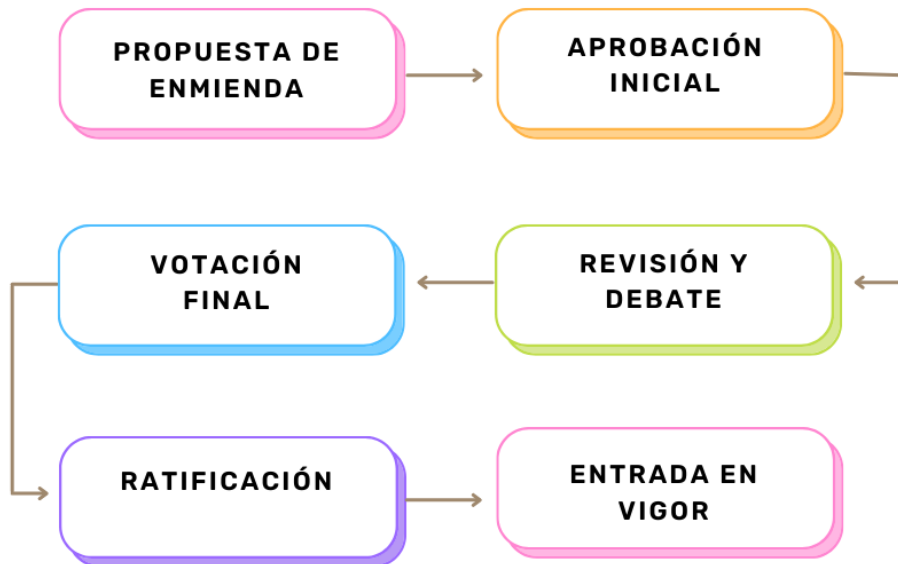 PROPUESTA DE
ENMIENDA
APROBACIÓN
INICIAL
REVISIÓN Y
DEBATE
VOTACIÓN
FINAL
RATIFICACIÓN
ENTRADA EN
VIGOR